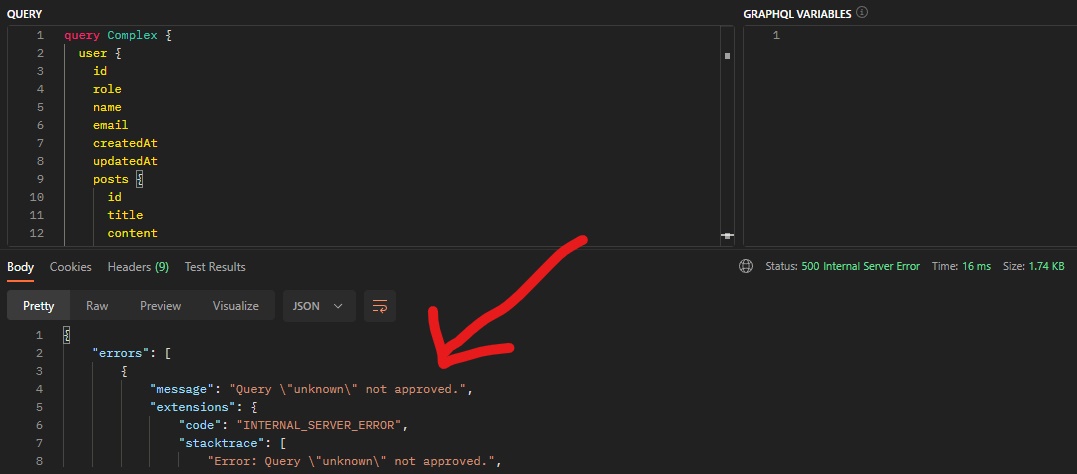 QUERY
1 query Complex {
2 user {
3 id
4 role
5 name
6 email
7 createdAt
8 updatedAt
9 posts {
10 id
11 title
12 content
GRAPHQL VARIABLES
1
Body Cookies Headers (9) Test Results
Status: 500 Internal Server Error Time: 16 ms Size: 1.74 KB
Pretty Raw Preview Visualize JSON
1 {
2 "errors": [
3 {
4 "message": "Query \"unknown\" not approved.",
5 "extensions": {
6 "code": "INTERNAL_SERVER_ERROR",
7 "stacktrace": [
8 "Error: Query \"unknown\" not approved.",